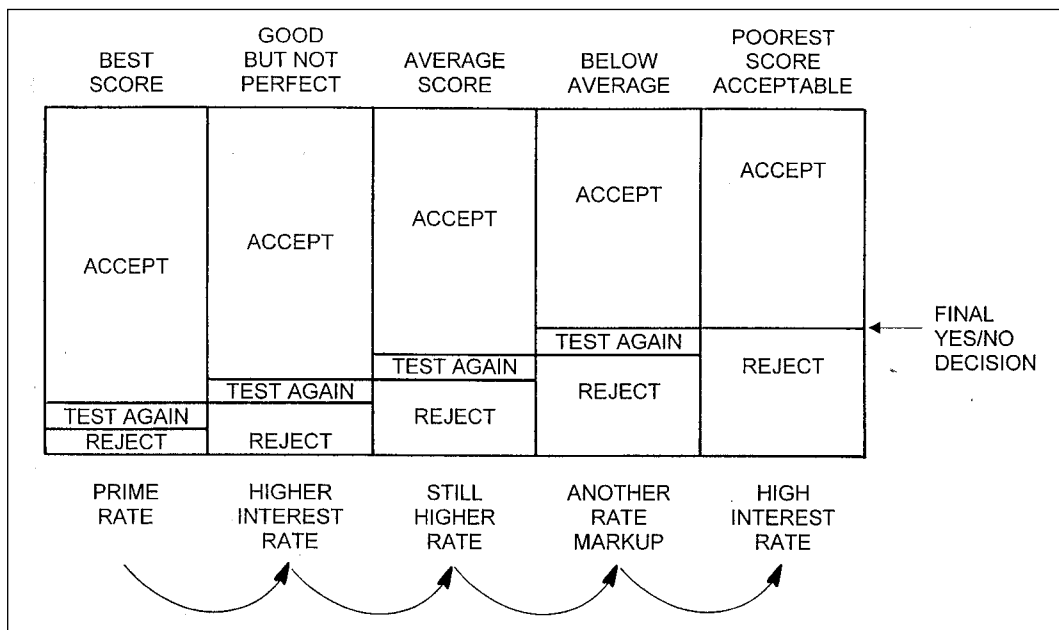 BEST
SCORE
GOOD
BUT NOT
PERFECT
AVERAGE
SCORE
BELOW
AVERAGE
POOREST
SCORE
ACCEPTABLE
ACCEPT
TEST AGAIN
REJECT
ACCEPT
TEST AGAIN
REJECT
ACCEPT
TEST AGAIN
REJECT
ACCEPT
TEST AGAIN
REJECT
ACCEPT
REJECT
FINAL
YES/NO
DECISION
PRIME
RATE
HIGHER
INTEREST
RATE
STILL
HIGHER
RATE
ANOTHER
RATE
MARKUP
HIGH
INTEREST
RATE